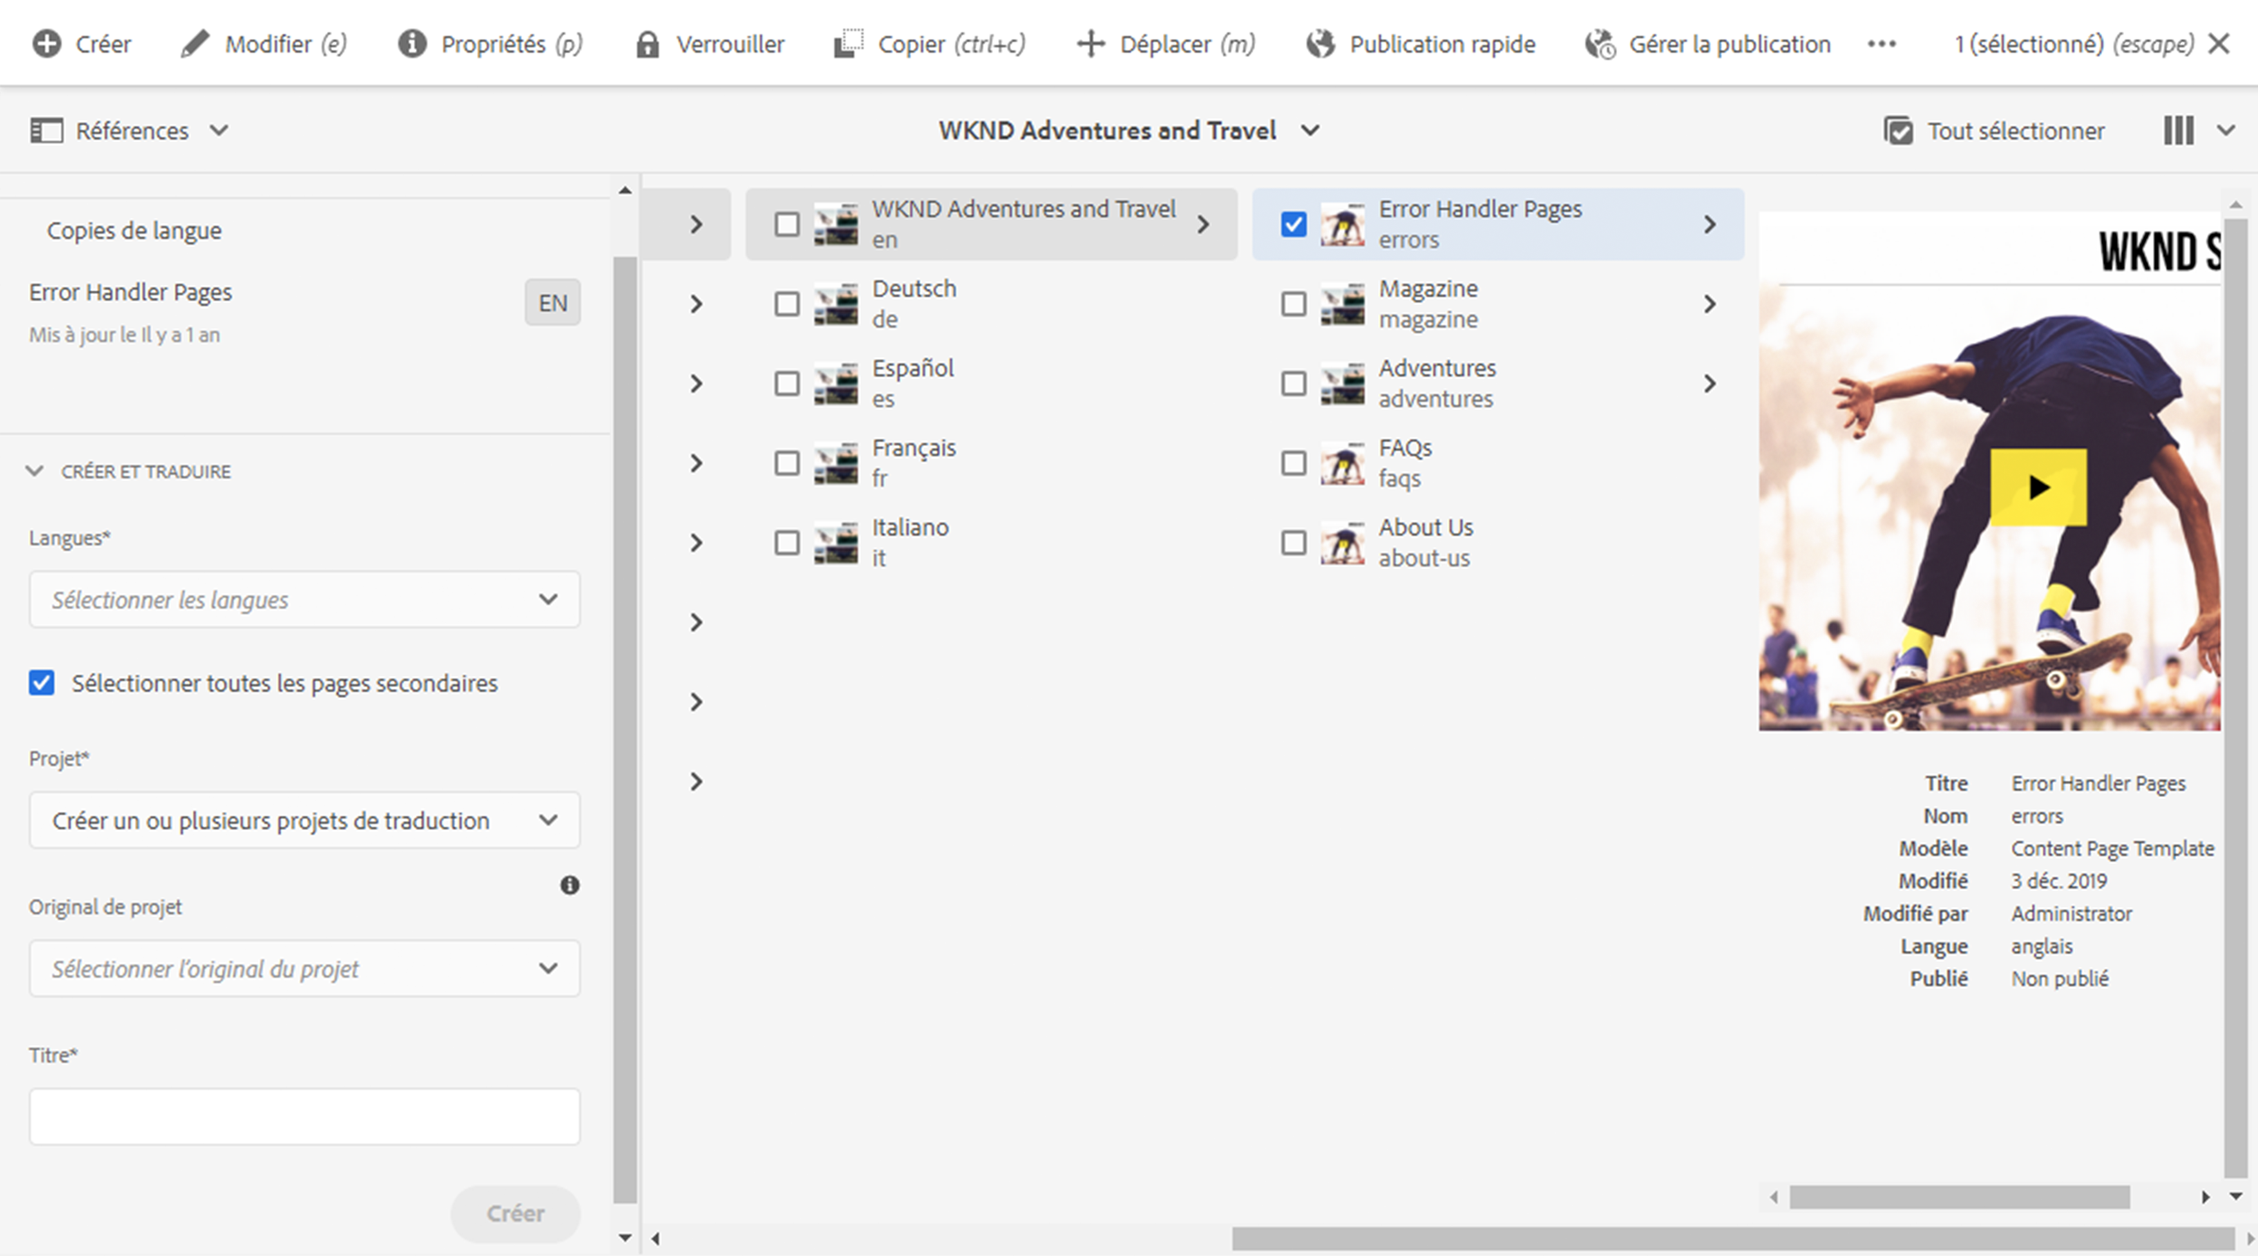 Créer
Modifier (e)
Propriétés (p)
Verrouiller
Copier (ctrl+c)
Déplacer (m)
Publication rapide
Gérer la publication
1 (sélectionné) (escape)
Références
WKND Adventures and Travel
Tout sélectionner
Copies de langue
Error Handler Pages
EN
Mis à jour le Il y a 1 an
CRÉER ET TRADUIRE
Langues*
Sélectionner les langues
Sélectionner toutes les pages secondaires
Projet*
Créer un ou plusieurs projets de traduction
Original de projet
Sélectionner l'original du projet
Titre*
Créer
WKND Adventures and Travel
en
Deutsch
de
Español
es
Français
fr
Italiano
it
Error Handler Pages
errors
Magazine
magazine
Adventures
adventures
FAQs
faqs
About Us
about-us
WKND S
Titre Error Handler Pages
Nom errors
Modèle Content Page Template
Modifié 3 déc. 2019
Modifié par Administrator
Langue anglais
Publié Non publié